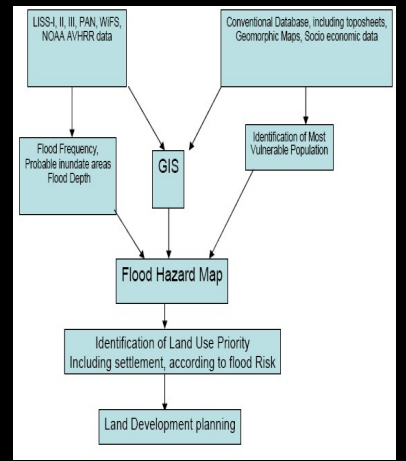 LISS-I, II, III, PAN, WiFS,
NOAA AVHRR data
Conventional Database, including toposheets,
Geomorphic Maps, Socio economic data
Flood Frequency,
Probable inundate areas
Flood Depth
GIS
Identification of Most
Vulnerable Population
Flood Hazard Map
Identification of Land Use Priority
Including settlement, according to flood Risk
Land Development planning